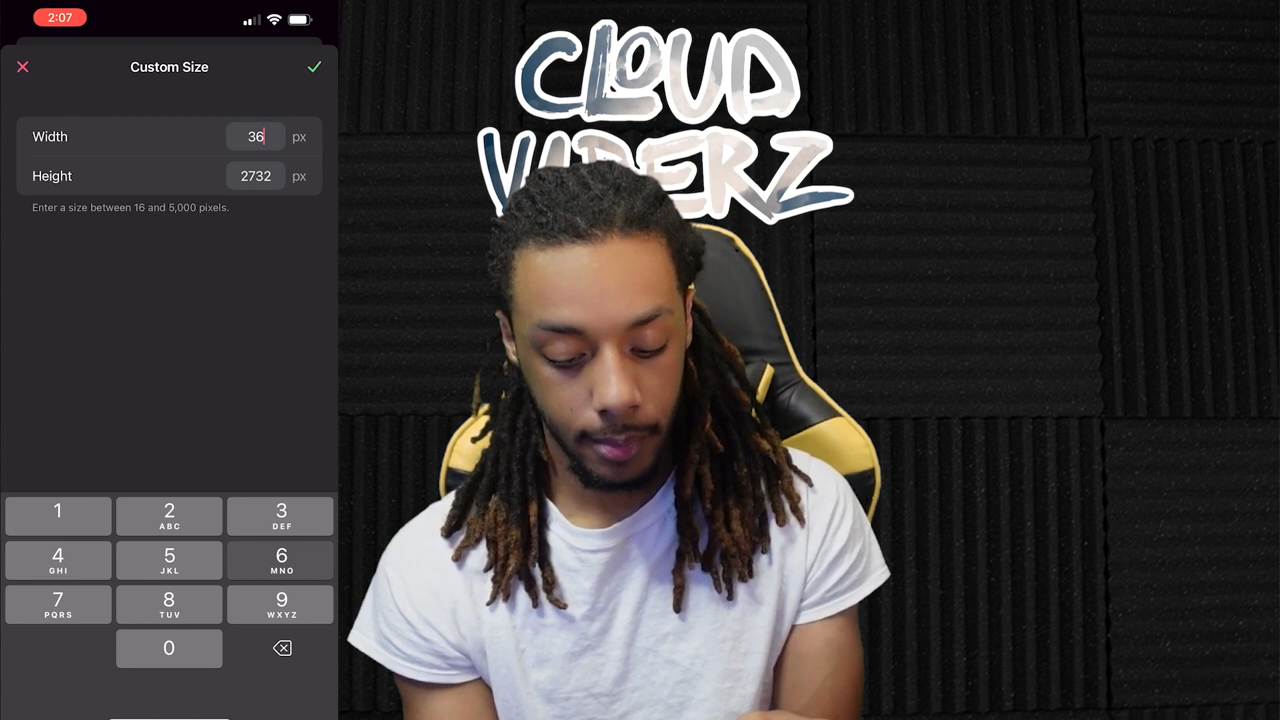 2:07
Custom Size
Width 36 px
Height 2732 px
Enter a size between 16 and 5,000 pixels.
1
2 ABC
3 DEF
4 GHI
5 JKL
6 MNO
7 PQRS
8 TUV
9 WXYZ
0
CLOUD
VADERZ